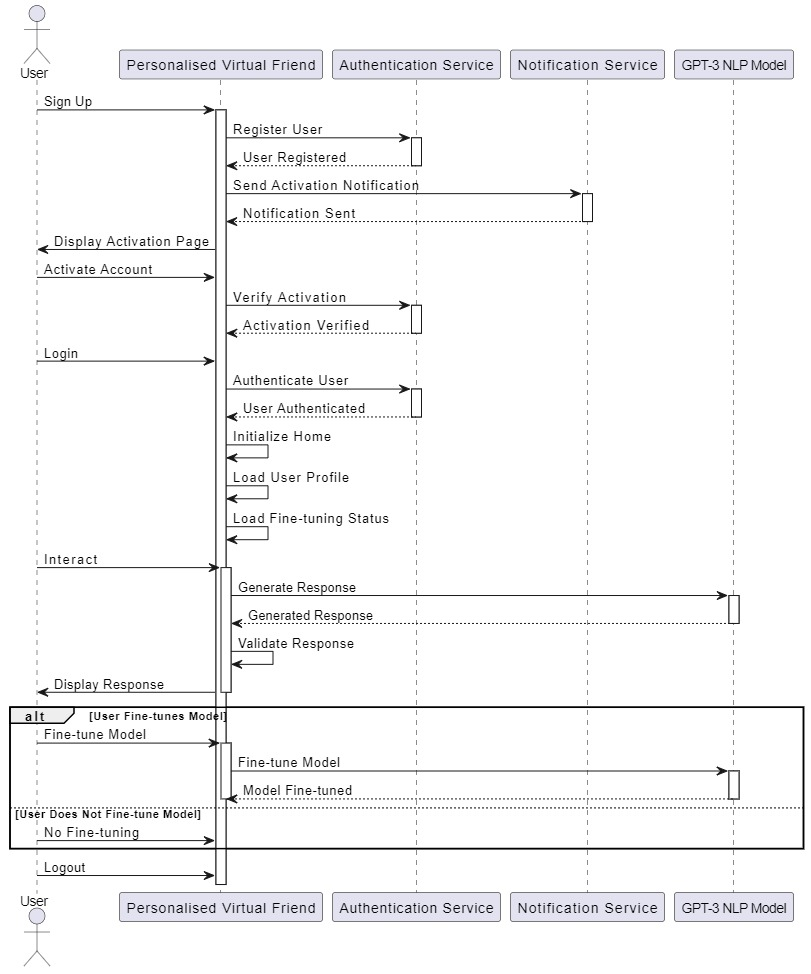 User
Personalised Virtual Friend
Authentication Service
Notification Service
GPT-3 NLP Model
Sign Up
Register User
User Registered
Send Activation Notification
Notification Sent
Display Activation Page
Activate Account
Verify Activation
Activation Verified
Login
Authenticate User
User Authenticated
Initialize Home
Load User Profile
Load Fine-tuning Status
Interact
Generate Response
Generated Response
Validate Response
Display Response
alt [User Fine-tunes Model]
Fine-tune Model
Fine-tune Model
Model Fine-tuned
[User Does Not Fine-tune Model]
No Fine-tuning
Logout
User
Personalised Virtual Friend
Authentication Service
Notification Service
GPT-3 NLP Model